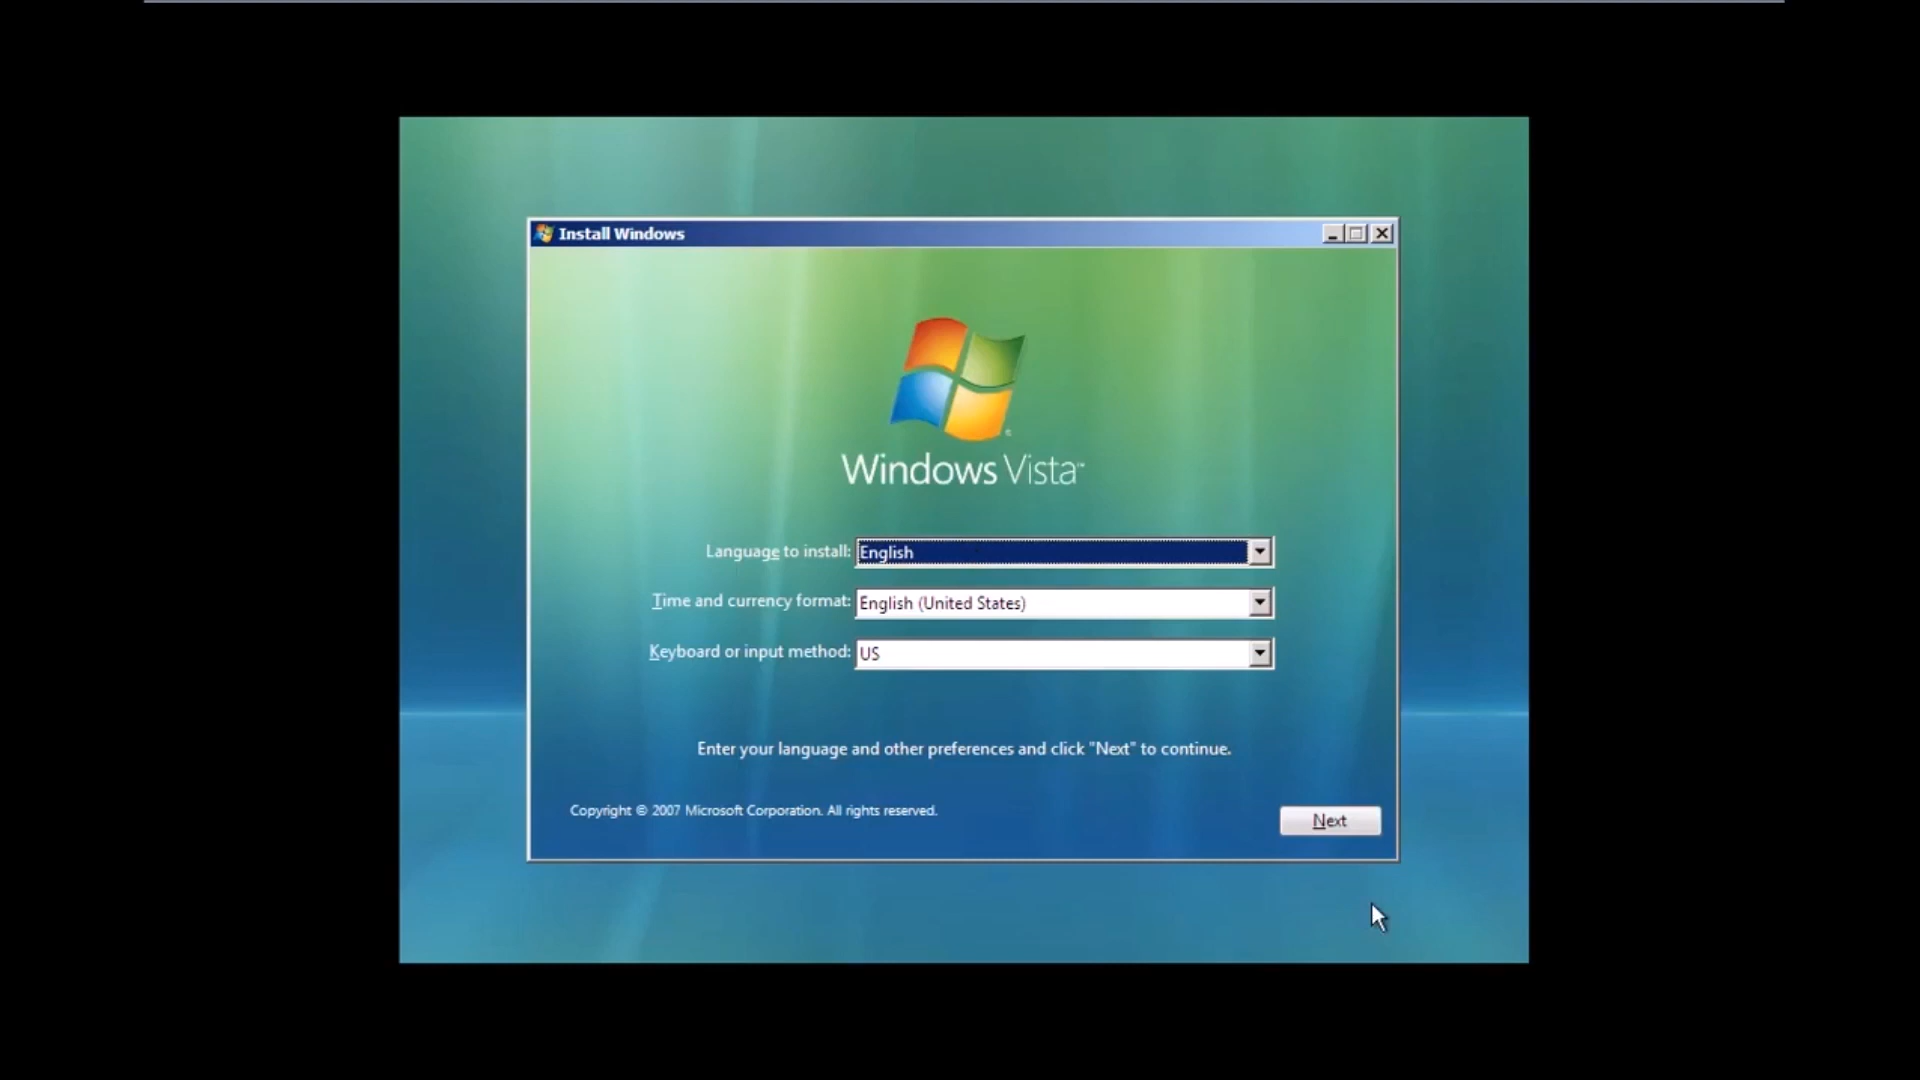 Install Windows
Windows Vista™
Language to install: English
Time and currency format: English (United States)
Keyboard or input method: US
Enter your language and other preferences and click "Next" to continue.
Copyright © 2007 Microsoft Corporation. All rights reserved.
Next